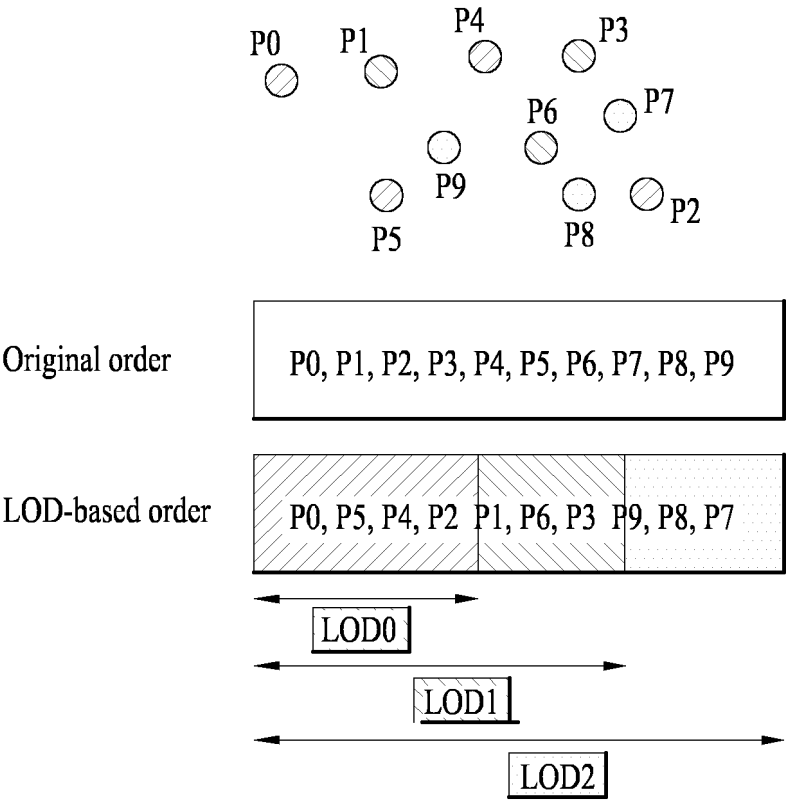 P0
P1
P4
P3
P7
P6
P9
P5
P8
P2
Original order
P0, P1, P2, P3, P4, P5, P6, P7, P8, P9
LOD-based order
P0, P5, P4, P2
P1, P6, P3
P9, P8, P7
LOD0
LOD1
LOD2